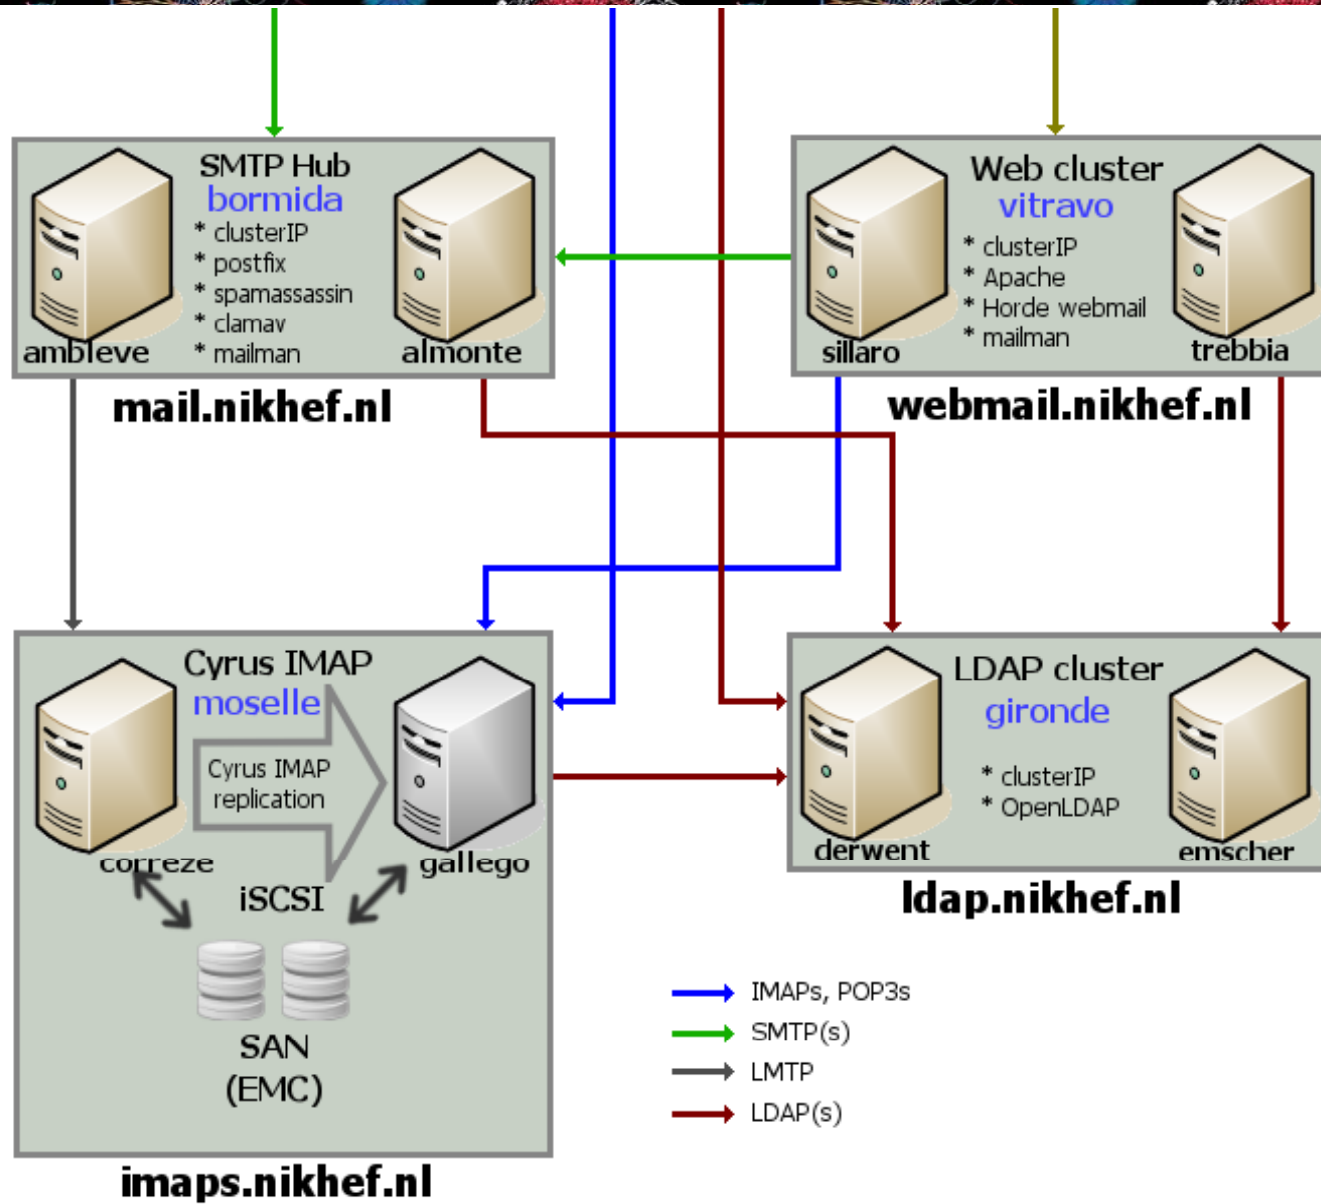 SMTP Hub
bormida
* clusterIP
* postfix
* spamassassin
* clamav
* mailman
ambleve
almonte
mail.nikhef.nl
Web cluster
vitravo
* clusterIP
* Apache
* Horde webmail
* mailman
sillaro
trebbia
webmail.nikhef.nl
Cyrus IMAP
moselle
Cyrus IMAP
replication
correze
gallego
iSCSI
SAN
(EMC)
imaps.nikhef.nl
LDAP cluster
gironde
* clusterIP
* OpenLDAP
derwent
emscher
ldap.nikhef.nl
IMAPs, POP3s
SMTP(s)
LMTP
LDAP(s)